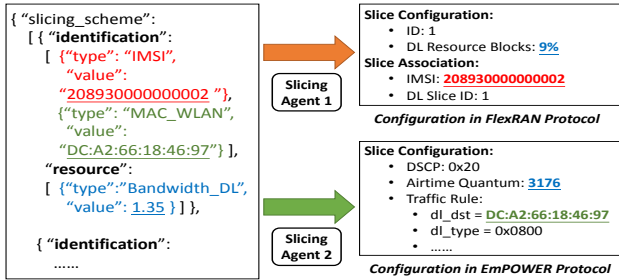 { “slicing_scheme”:
[ { “identification”:
[ {“type”: “IMSI”,
“value”:
“208930000000002 ”},
{“type”: “MAC_WLAN”,
“value”:
“DC:A2:66:18:46:97”} ],
“resource”:
[ {“type”:”Bandwidth_DL”,
“value”: 1.35 } ] },
{ “identification”:
……
Slicing
Agent 1
Slicing
Agent 2
Slice Configuration:
• ID: 1
• DL Resource Blocks: 9%
Slice Association:
• IMSI: 208930000000002
• DL Slice ID: 1
Configuration in FlexRAN Protocol
Slice Configuration:
• DSCP: 0x20
• Airtime Quantum: 3176
• Traffic Rule:
• dl_dst = DC:A2:66:18:46:97
• dl_type = 0x0800
• ……
Configuration in EmPOWER Protocol